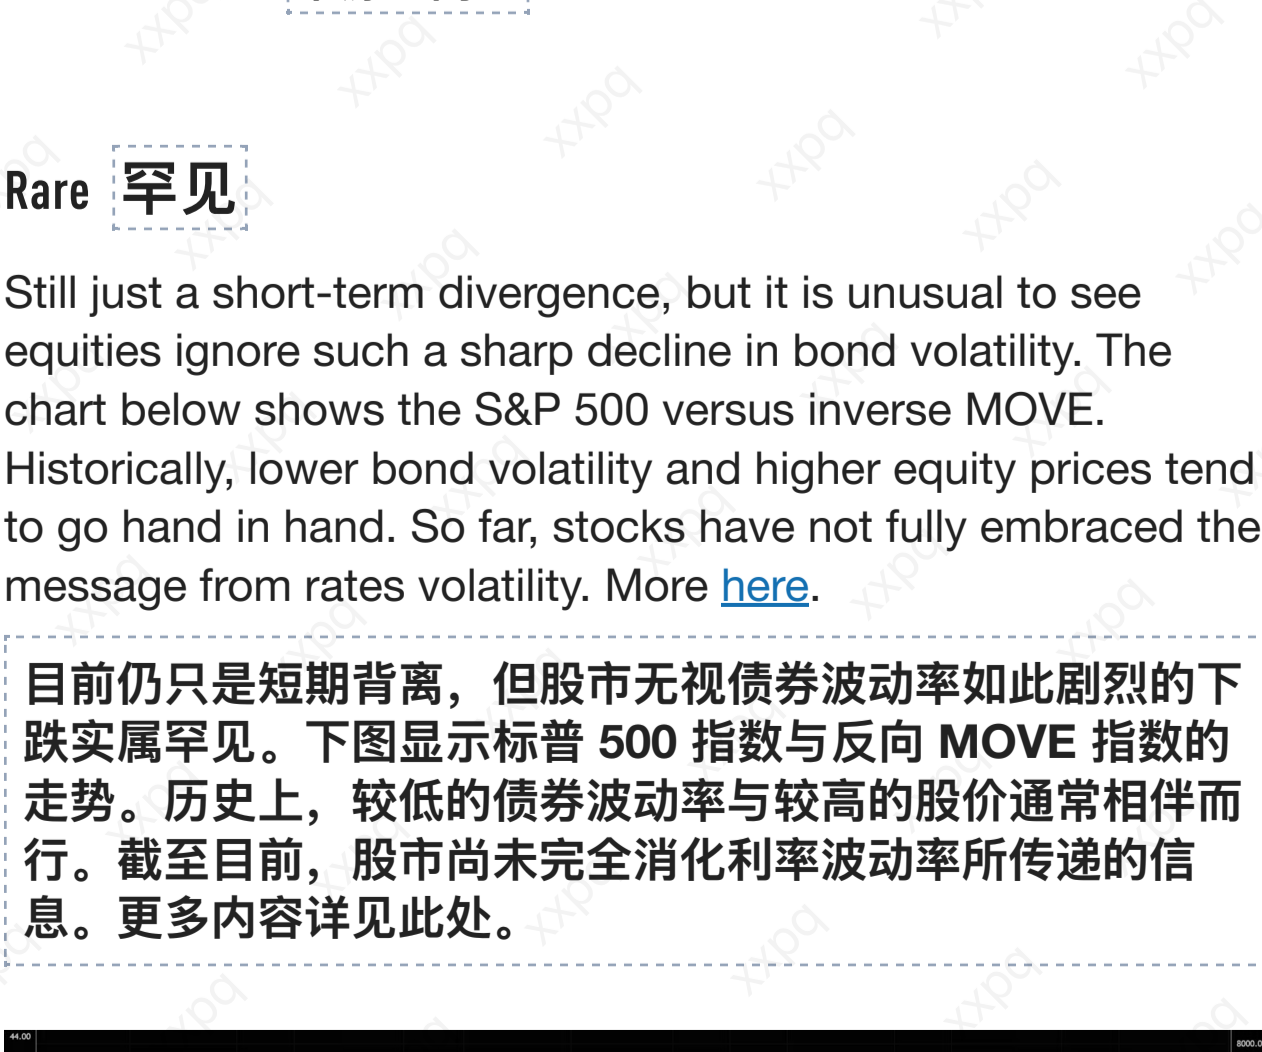 Rare 罕见
Still just a short-term divergence, but it is unusual to see
equities ignore such a sharp decline in bond volatility. The
chart below shows the S&P 500 versus inverse MOVE.
Historically, lower bond volatility and higher equity prices tend
to go hand in hand. So far, stocks have not fully embraced the
message from rates volatility. More here.
目前仍只是短期背离，但股市无视债券波动率如此剧烈的下
跌实属罕见。下图显示标普 500 指数与反向 MOVE 指数的
走势。历史上，较低的债券波动率与较高的股价通常相伴而
行。截至目前，股市尚未完全消化利率波动率所传递的信
息。更多内容详见此处。
44.00
8000.0